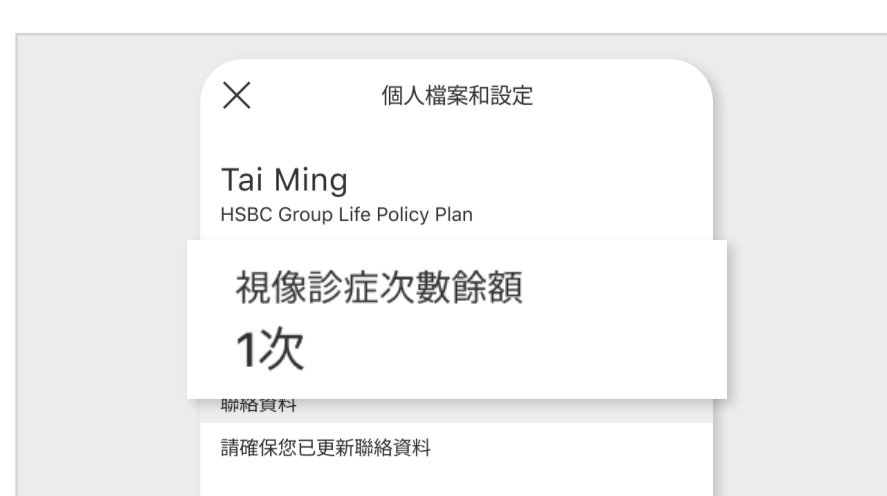 個人檔案和設定
Tai Ming
HSBC Group Life Policy Plan
視像診症次數餘額
1次
聯絡資料
請確保您已更新聯絡資料